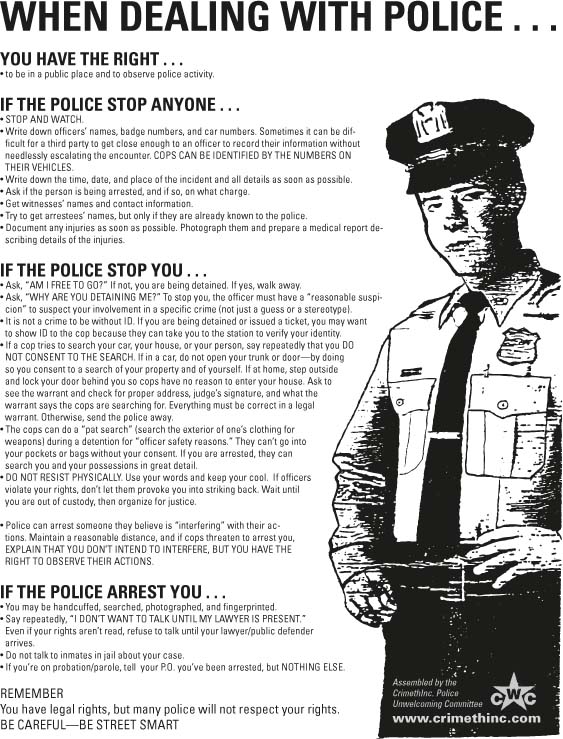 WHEN DEALING WITH POLICE . . .
YOU HAVE THE RIGHT . . .
• to be in a public place and to observe police activity.
IF THE POLICE STOP ANYONE . . .
• STOP AND WATCH.
• Write down officers’ names, badge numbers, and car numbers. Sometimes it can be dif-
ficult for a third party to get close enough to an officer to record their information without
needlessly escalating the encounter. COPS CAN BE IDENTIFIED BY THE NUMBERS ON
THEIR VEHICLES.
• Write down the time, date, and place of the incident and all details as soon as possible.
• Ask if the person is being arrested, and if so, on what charge.
• Get witnesses’ names and contact information.
• Try to get arrestees’ names, but only if they are already known to the police.
• Document any injuries as soon as possible. Photograph them and prepare a medical report de-
scribing details of the injuries.
IF THE POLICE STOP YOU . . .
• Ask, “AM I FREE TO GO?” If not, you are being detained. If yes, walk away.
• Ask, “WHY ARE YOU DETAINING ME?” To stop you, the officer must have a “reasonable suspi-
cion” to suspect your involvement in a specific crime (not just a guess or a stereotype).
• It is not a crime to be without ID. If you are being detained or issued a ticket, you may want
to show ID to the cop because they can take you to the station to verify your identity.
• If a cop tries to search your car, your house, or your person, say repeatedly that you DO
NOT CONSENT TO THE SEARCH. If in a car, do not open your trunk or door—by doing
so you consent to a search of your property and of yourself. If at home, step outside
and lock your door behind you so cops have no reason to enter your house. Ask to
see the warrant and check for proper address, judge’s signature, and what the
warrant says the cops are searching for. Everything must be correct in a legal
warrant. Otherwise, send the police away.
• The cops can do a “pat search” (search the exterior of one’s clothing for
weapons) during a detention for “officer safety reasons.” They can’t go into
your pockets or bags without your consent. If you are arrested, they can
search you and your possessions in great detail.
• DO NOT RESIST PHYSICALLY. Use your words and keep your cool. If officers
violate your rights, don’t let them provoke you into striking back. Wait until
you are out of custody, then organize for justice.
• Police can arrest someone they believe is “interfering” with their ac-
tions. Maintain a reasonable distance, and if cops threaten to arrest you,
EXPLAIN THAT YOU DON’T INTEND TO INTERFERE, BUT YOU HAVE THE
RIGHT TO OBSERVE THEIR ACTIONS.
IF THE POLICE ARREST YOU . . .
• You may be handcuffed, searched, photographed, and fingerprinted.
• Say repeatedly, “I DON’T WANT TO TALK UNTIL MY LAWYER IS PRESENT.”
Even if your rights aren’t read, refuse to talk until your lawyer/public defender
arrives.
• Do not talk to inmates in jail about your case.
• If you’re on probation/parole, tell your P.O. you’ve been arrested, but NOTHING ELSE.
REMEMBER
You have legal rights, but many police will not respect your rights.
BE CAREFUL—BE STREET SMART
Assembled by the
CrimethInc. Police
Unwelcoming Committee
CWC
www.crimethinc.com